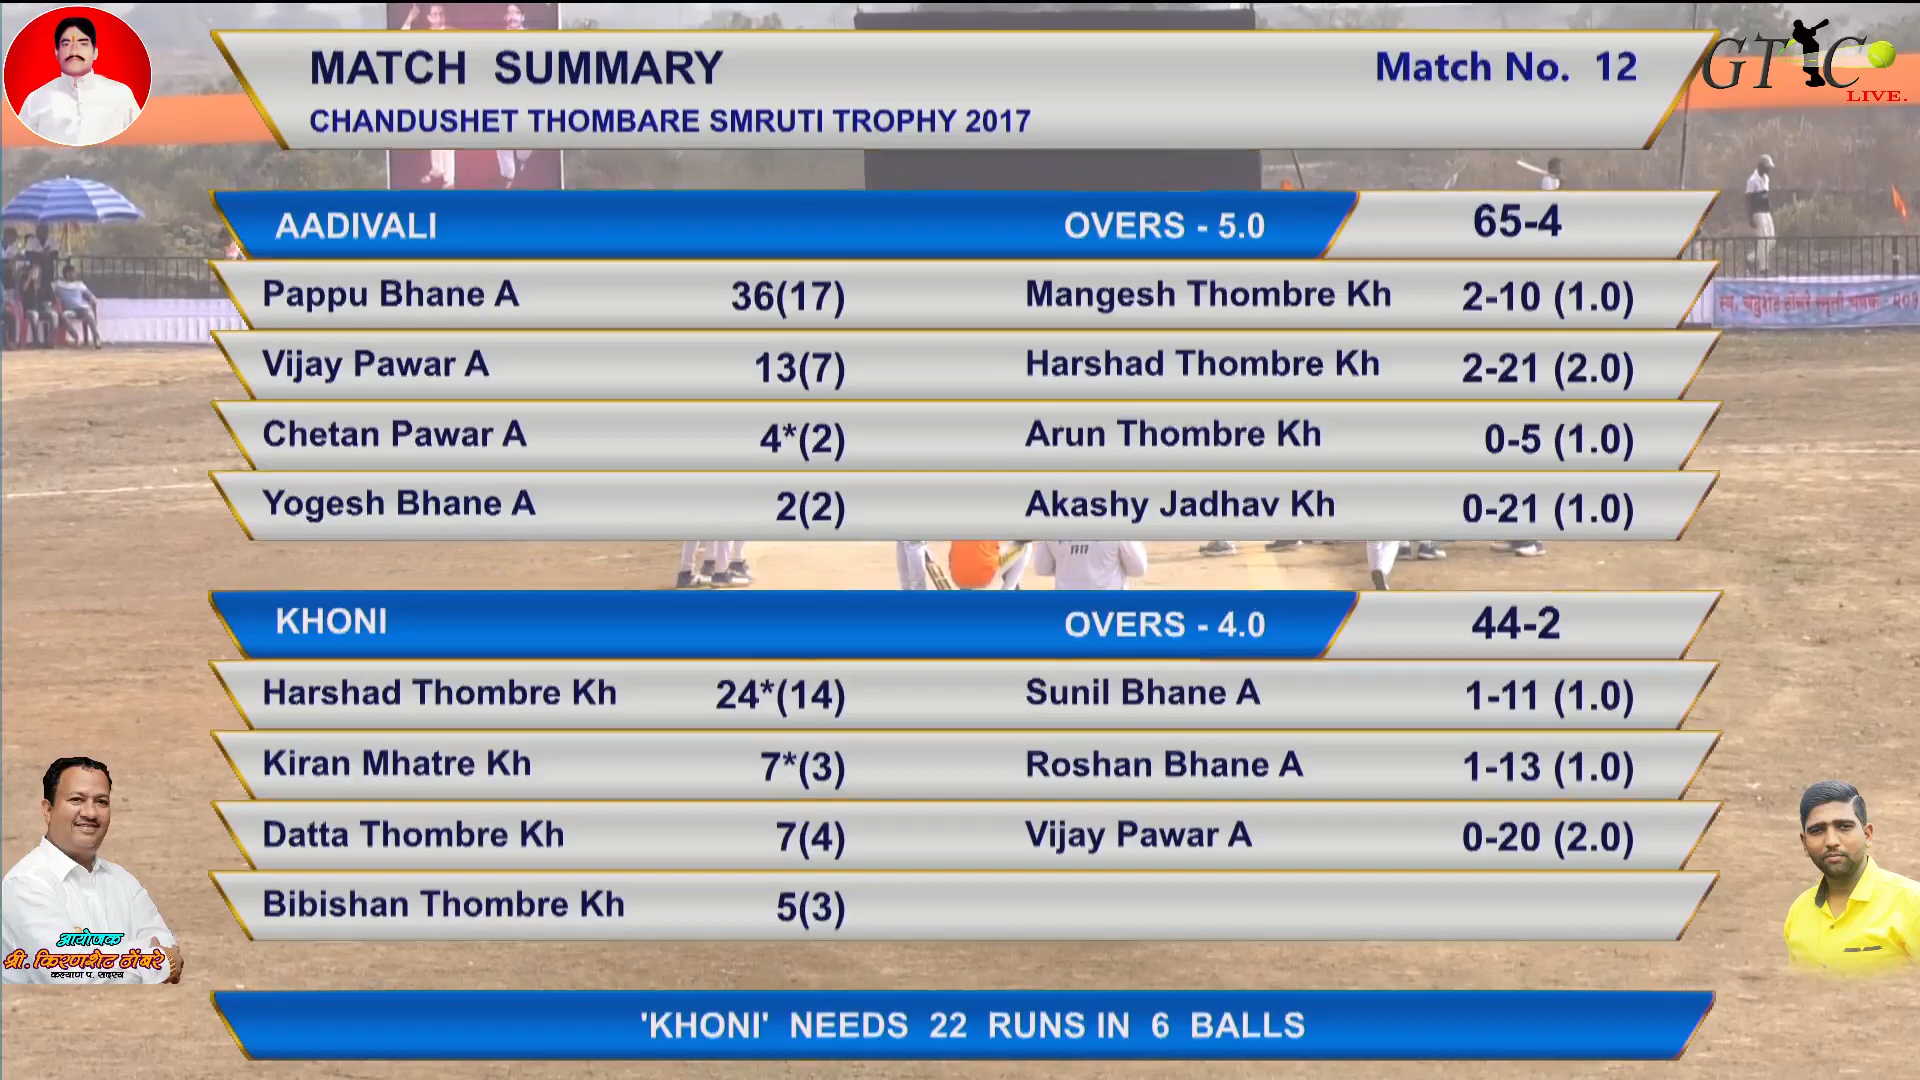 MATCH SUMMARY
Match No. 12
CHANDUSHET THOMBARE SMRUTI TROPHY 2017
GTC
LIVE.
AADIVALI OVERS - 5.0 65-4
Pappu Bhane A 36(17) Mangesh Thombre Kh 2-10 (1.0)
Vijay Pawar A 13(7) Harshad Thombre Kh 2-21 (2.0)
Chetan Pawar A 4*(2) Arun Thombre Kh 0-5 (1.0)
Yogesh Bhane A 2(2) Akashy Jadhav Kh 0-21 (1.0)
KHONI OVERS - 4.0 44-2
Harshad Thombre Kh 24*(14) Sunil Bhane A 1-11 (1.0)
Kiran Mhatre Kh 7*(3) Roshan Bhane A 1-13 (1.0)
Datta Thombre Kh 7(4) Vijay Pawar A 0-20 (2.0)
Bibishan Thombre Kh 5(3)
आयोजक
श्री. किरणशेट ठोंबरे
कल्याण पं. सदस्य
'KHONI' NEEDS 22 RUNS IN 6 BALLS